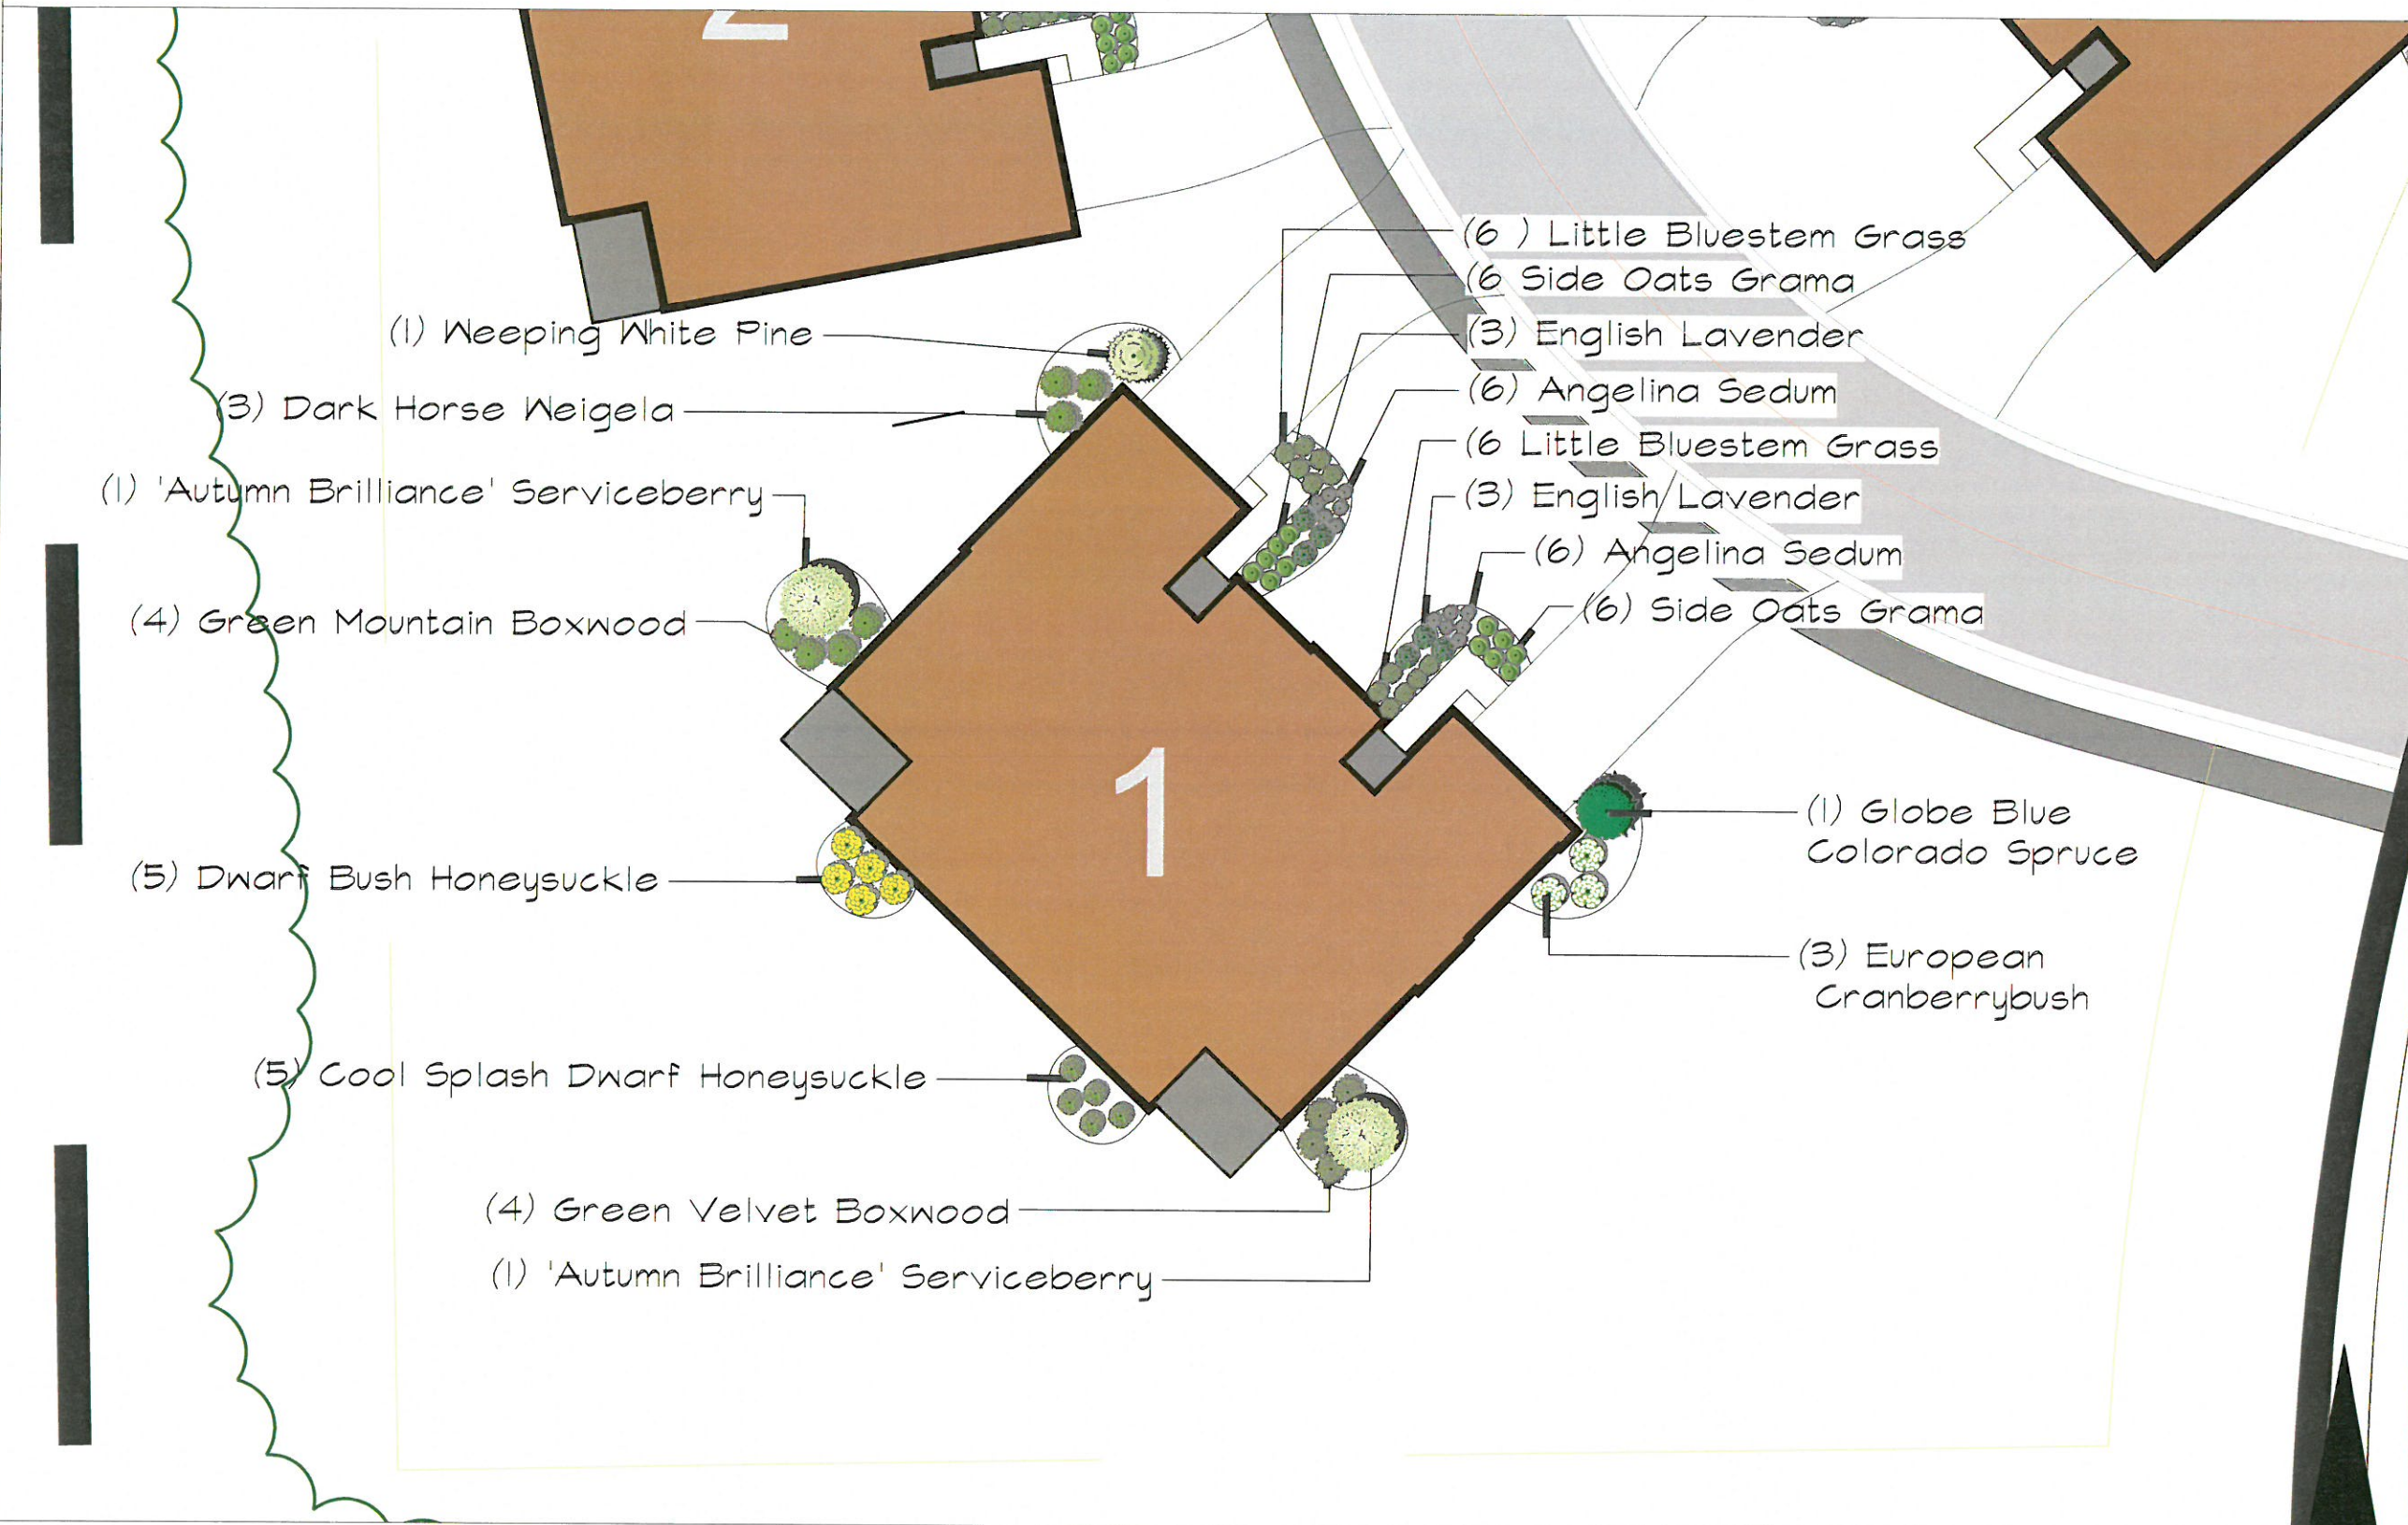 2
(6 ) Little Bluestem Grass
(6 Side Oats Grama
(1) Weeping White Pine
(3) English Lavender
(6) Angelina Sedum
(3) Dark Horse Weigela
(6 Little Bluestem Grass
(1) 'Autumn Brilliance' Serviceberry
(3) English Lavender
(6) Angelina Sedum
(4) Green Mountain Boxwood
(6) Side Oats Grama
1
(1) Globe Blue
Colorado Spruce
(5) Dwarf Bush Honeysuckle
(3) European
Cranberrybush
(5) Cool Splash Dwarf Honeysuckle
(4) Green Velvet Boxwood
(1) 'Autumn Brilliance' Serviceberry